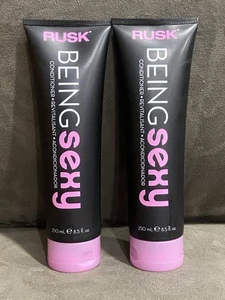 RUSK
BEING sexy
CONDITIONER • REVITALISANT • ACONDICIONADOR
250 mL e 8.5 fl. oz.
RUSK
BEING sexy
CONDITIONER • REVITALISANT • ACONDICIONADOR
250 mL e 8.5 fl. oz.